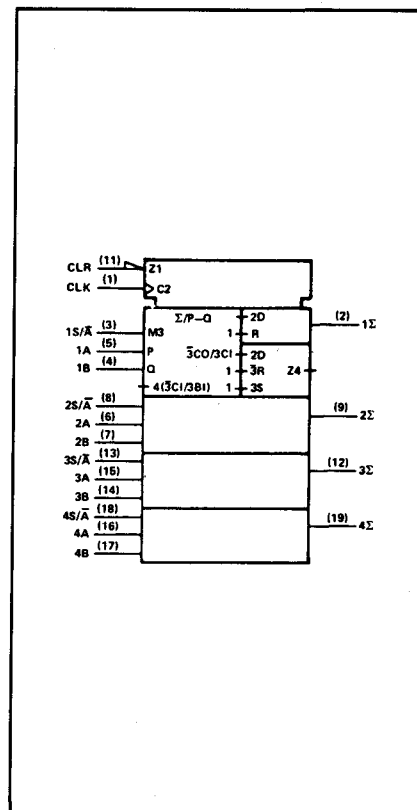 CLR (11) Z1
CLK (1) C2
Σ/P–Q 2D (2) 1Σ
1 R
1S/A̅ (3) M3
1A (5) P 3̅CO/3CI 2D
1B (4) Q 1 3̅R Z4
4(3̅CI/3BI) 1 3S
2S/A̅ (8)
2A (6) (9) 2Σ
2B (7)
3S/A̅ (13)
3A (15) (12) 3Σ
3B (14)
4S/A̅ (18)
4A (16) (19) 4Σ
4B (17)